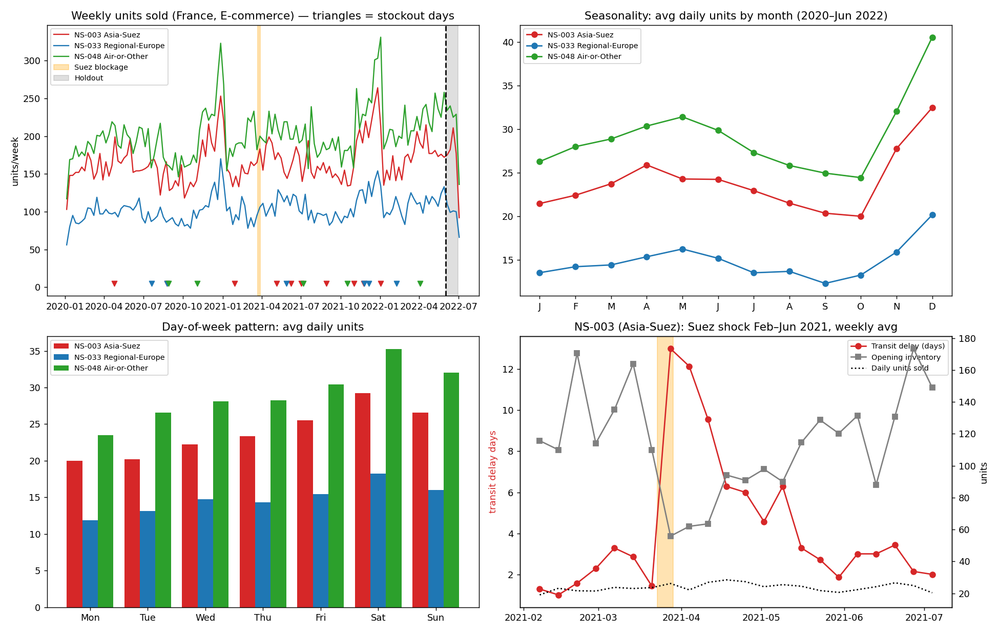 Weekly units sold (France, E-commerce) — triangles = stockout days
NS-003 Asia-Suez
NS-033 Regional-Europe
NS-048 Air-or-Other
Suez blockage
Holdout
units/week
300
250
200
150
100
50
0
2020-01 2020-04 2020-07 2020-10 2021-01 2021-04 2021-07 2021-10 2022-01 2022-04 2022-07
Seasonality: avg daily units by month (2020–Jun 2022)
NS-003 Asia-Suez
NS-033 Regional-Europe
NS-048 Air-or-Other
40
35
30
25
20
15
J F M A M J J A S O N D
Day-of-week pattern: avg daily units
NS-003 Asia-Suez
NS-033 Regional-Europe
NS-048 Air-or-Other
35
30
25
20
15
10
5
0
Mon Tue Wed Thu Fri Sat Sun
NS-003 (Asia-Suez): Suez shock Feb–Jun 2021, weekly avg
Transit delay (days)
Opening inventory
Daily units sold
transit delay days
12
10
8
6
4
2
180
160
140
120
100
80
60
40
20
units
2021-02 2021-03 2021-04 2021-05 2021-06 2021-07